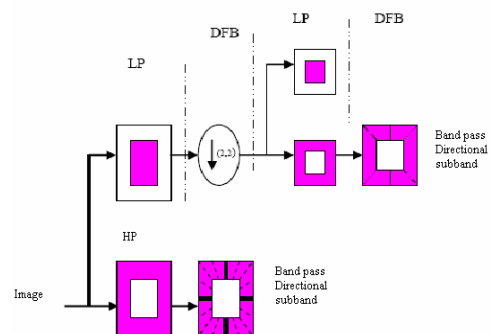 LP
DFB
LP
DFB
(2,2)
Band pass
Directional
subband
HP
Image
Band pass
Directional
subband